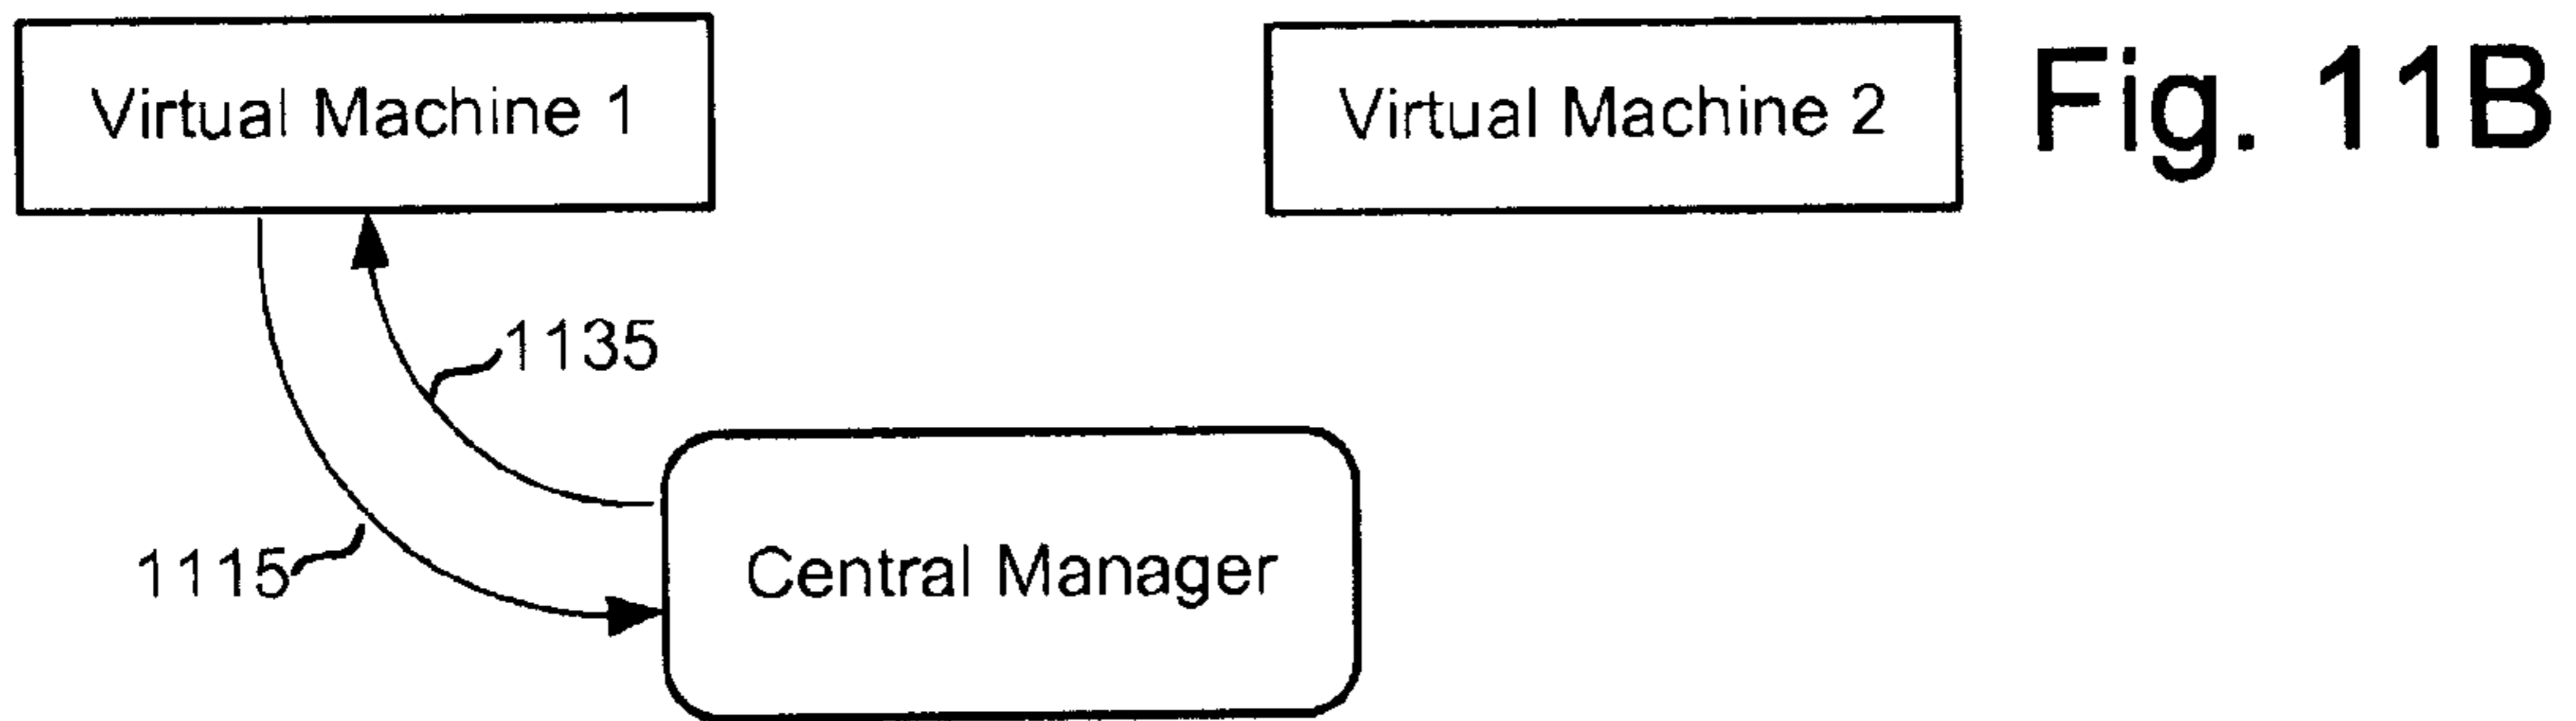 Virtual Machine 1
Virtual Machine 2
Fig. 11B
1135
1115
Central Manager